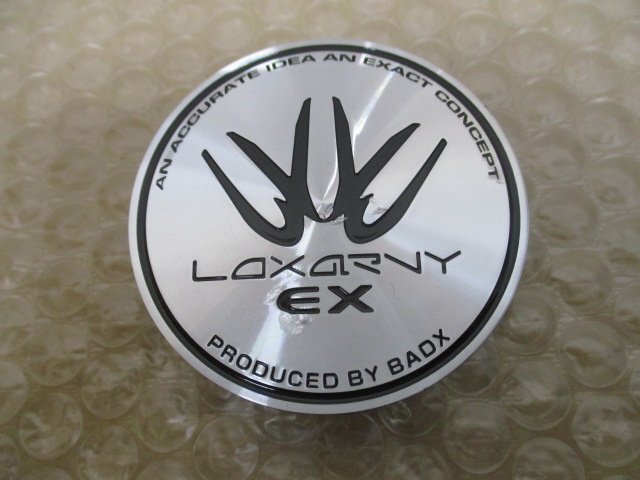 AN ACCURATE IDEA AN EXACT CONCEPT
LOXARNY
EX
PRODUCED BY BADX